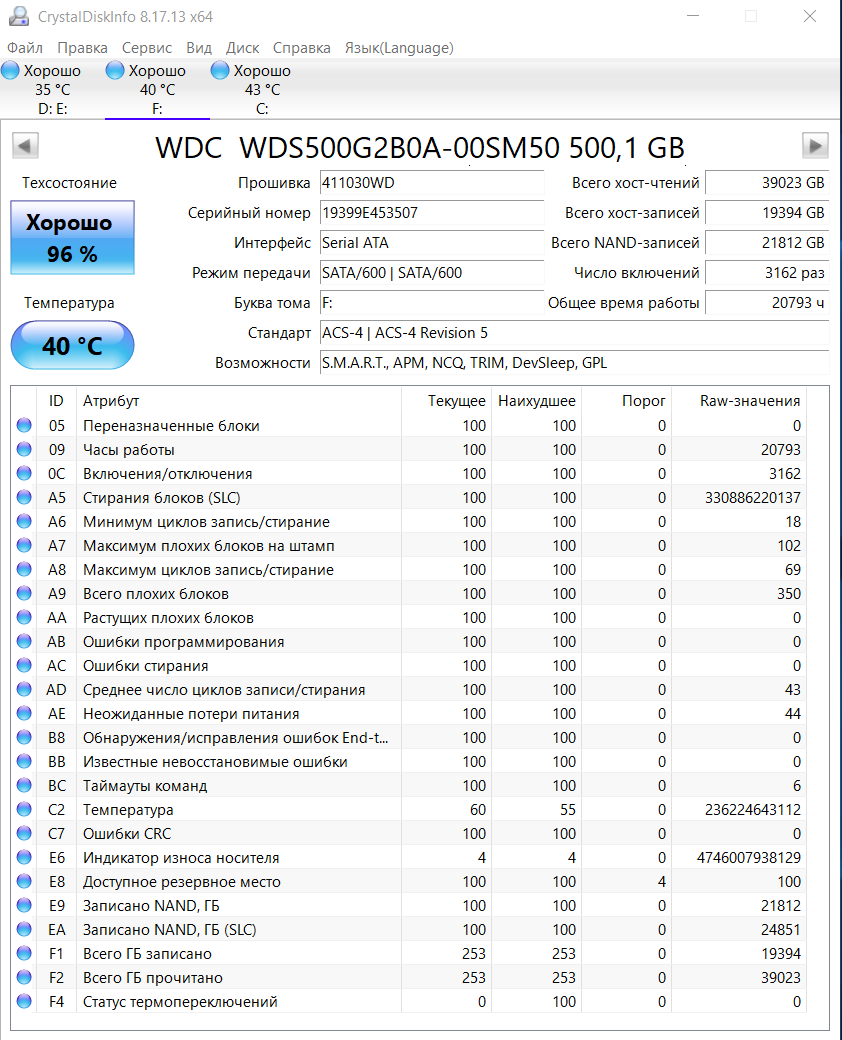 CrystalDiskInfo 8.17.13 x64
Файл Правка Сервис Вид Диск Справка Язык(Language)
Хорошо Хорошо Хорошо
35 °C 40 °C 43 °C
D: E: F: C:
WDC WDS500G2B0A-00SM50 500,1 GB
Техсостояние Прошивка 411030WD Всего хост-чтений 39023 GB
Хорошо 96 % Серийный номер 19399E453507 Всего хост-записей 19394 GB
Интерфейс Serial ATA Всего NAND-записей 21812 GB
Режим передачи SATA/600 | SATA/600 Число включений 3162 раз
Температура Буква тома F: Общее время работы 20793 ч
40 °C Стандарт ACS-4 | ACS-4 Revision 5
Возможности S.M.A.R.T., APM, NCQ, TRIM, DevSleep, GPL
ID Атрибут Текущее Наихудшее Порог Raw-значения
05 Переназначенные блоки 100 100 0 0
09 Часы работы 100 100 0 20793
0C Включения/отключения 100 100 0 3162
A5 Стирания блоков (SLC) 100 100 0 330886220137
A6 Минимум циклов запись/стирание 100 100 0 18
A7 Максимум плохих блоков на штамп 100 100 0 102
A8 Максимум циклов запись/стирание 100 100 0 69
A9 Всего плохих блоков 100 100 0 350
AA Растущих плохих блоков 100 100 0 0
AB Ошибки программирования 100 100 0 0
AC Ошибки стирания 100 100 0 0
AD Среднее число циклов записи/стирания 100 100 0 43
AE Неожиданные потери питания 100 100 0 44
B8 Обнаружения/исправления ошибок End-t... 100 100 0 0
BB Известные невосстановимые ошибки 100 100 0 0
BC Таймауты команд 100 100 0 6
C2 Температура 60 55 0 236224643112
C7 Ошибки CRC 100 100 0 0
E6 Индикатор износа носителя 4 4 0 4746007938129
E8 Доступное резервное место 100 100 4 100
E9 Записано NAND, ГБ 100 100 0 21812
EA Записано NAND, ГБ (SLC) 100 100 0 24851
F1 Всего ГБ записано 253 253 0 19394
F2 Всего ГБ прочитано 253 253 0 39023
F4 Статус термопереключений 0 100 0 0